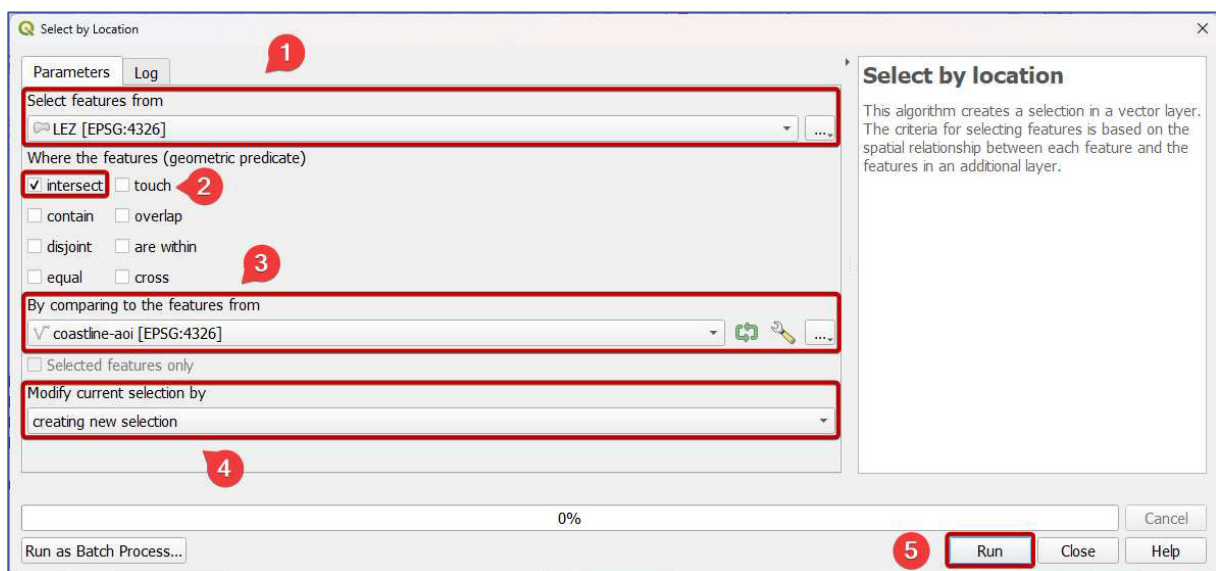 Select by Location
1
Parameters Log
Select features from
LEZ [EPSG:4326]
...
Where the features (geometric predicate)
intersect touch 2
contain overlap
disjoint are within
equal cross
3
By comparing to the features from
coastline-aoi [EPSG:4326]
...
Selected features only
Modify current selection by
creating new selection
4
Select by location
This algorithm creates a selection in a vector layer.
The criteria for selecting features is based on the
spatial relationship between each feature and the
features in an additional layer.
0% Cancel
Run as Batch Process... 5 Run Close Help